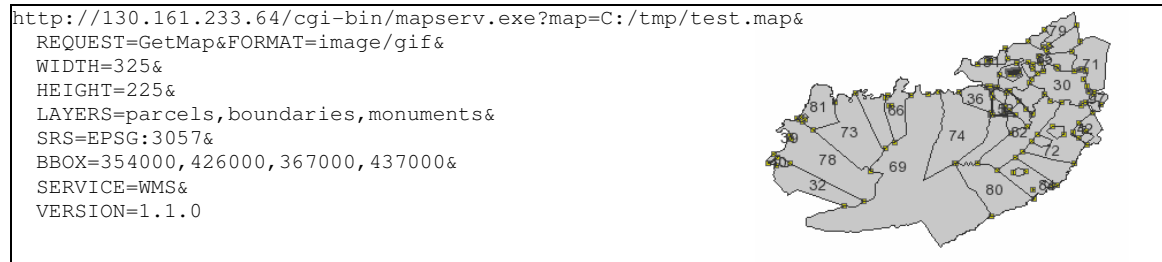 http://130.161.233.64/cgi-bin/mapserv.exe?map=C:/tmp/test.map&
REQUEST=GetMap&FORMAT=image/gif&
WIDTH=325&
HEIGHT=225&
LAYERS=parcels,boundaries,monuments&
SRS=EPSG:3057&
BBOX=354000,426000,367000,437000&
SERVICE=WMS&
VERSION=1.1.0
79
71
30
36
81
66
73
74
62
72
78
69
32
80